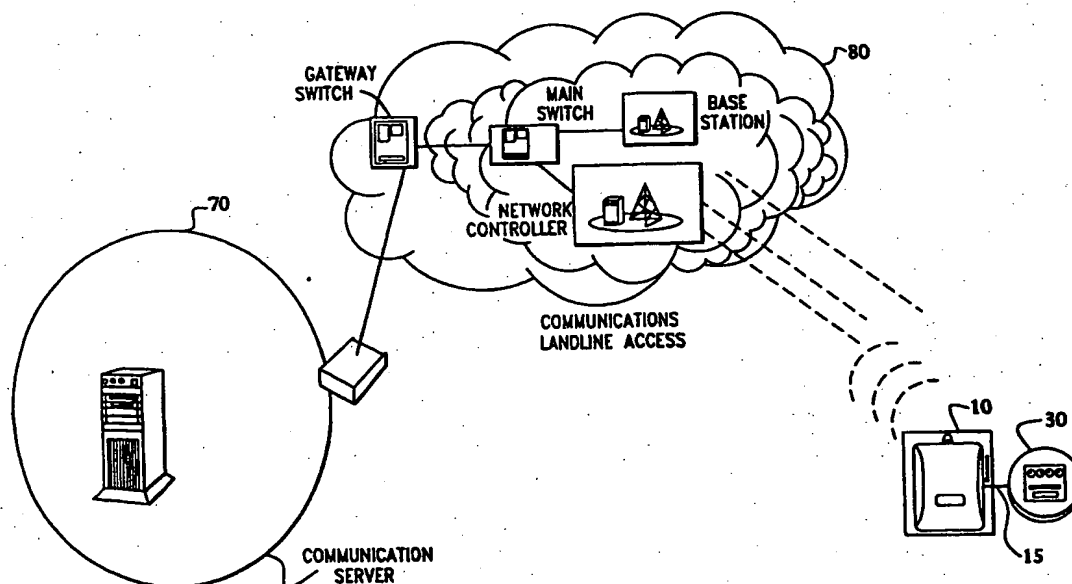 80
GATEWAY
SWITCH
MAIN
SWITCH
BASE
STATION
70
NETWORK
CONTROLLER
COMMUNICATIONS
LANDLINE ACCESS
10
30
15
COMMUNICATION
SERVER